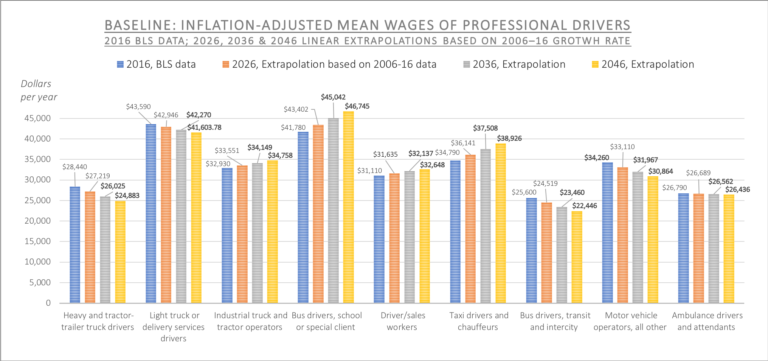 BASELINE: INFLATION-ADJUSTED MEAN WAGES OF PROFESSIONAL DRIVERS
2016 BLS DATA; 2026, 2036 & 2046 LINEAR EXTRAPOLATIONS BASED ON 2006–16 GROTWH RATE
2016, BLS data
2026, Extrapolation based on 2006-16 data
2036, Extrapolation
2046, Extrapolation
Dollars
per year
45,000
40,000
35,000
30,000
25,000
20,000
15,000
10,000
5,000
0
$28,440
$27,219
$26,025
$24,883
$43,590
$42,946
$42,270
$41,603.78
$32,930
$33,551
$34,149
$34,758
$41,780
$43,402
$45,042
$46,745
$31,110
$31,635
$32,137
$32,648
$34,790
$36,141
$37,508
$38,926
$25,600
$24,519
$23,460
$22,446
$34,260
$33,110
$31,967
$30,864
$26,790
$26,689
$26,562
$26,436
Heavy and tractor-
trailer truck drivers
Light truck or
delivery services
drivers
Industrial truck and
tractor operators
Bus drivers, school
or special client
Driver/sales
workers
Taxi drivers and
chauffeurs
Bus drivers, transit
and intercity
Motor vehicle
operators, all other
Ambulance drivers
and attendants